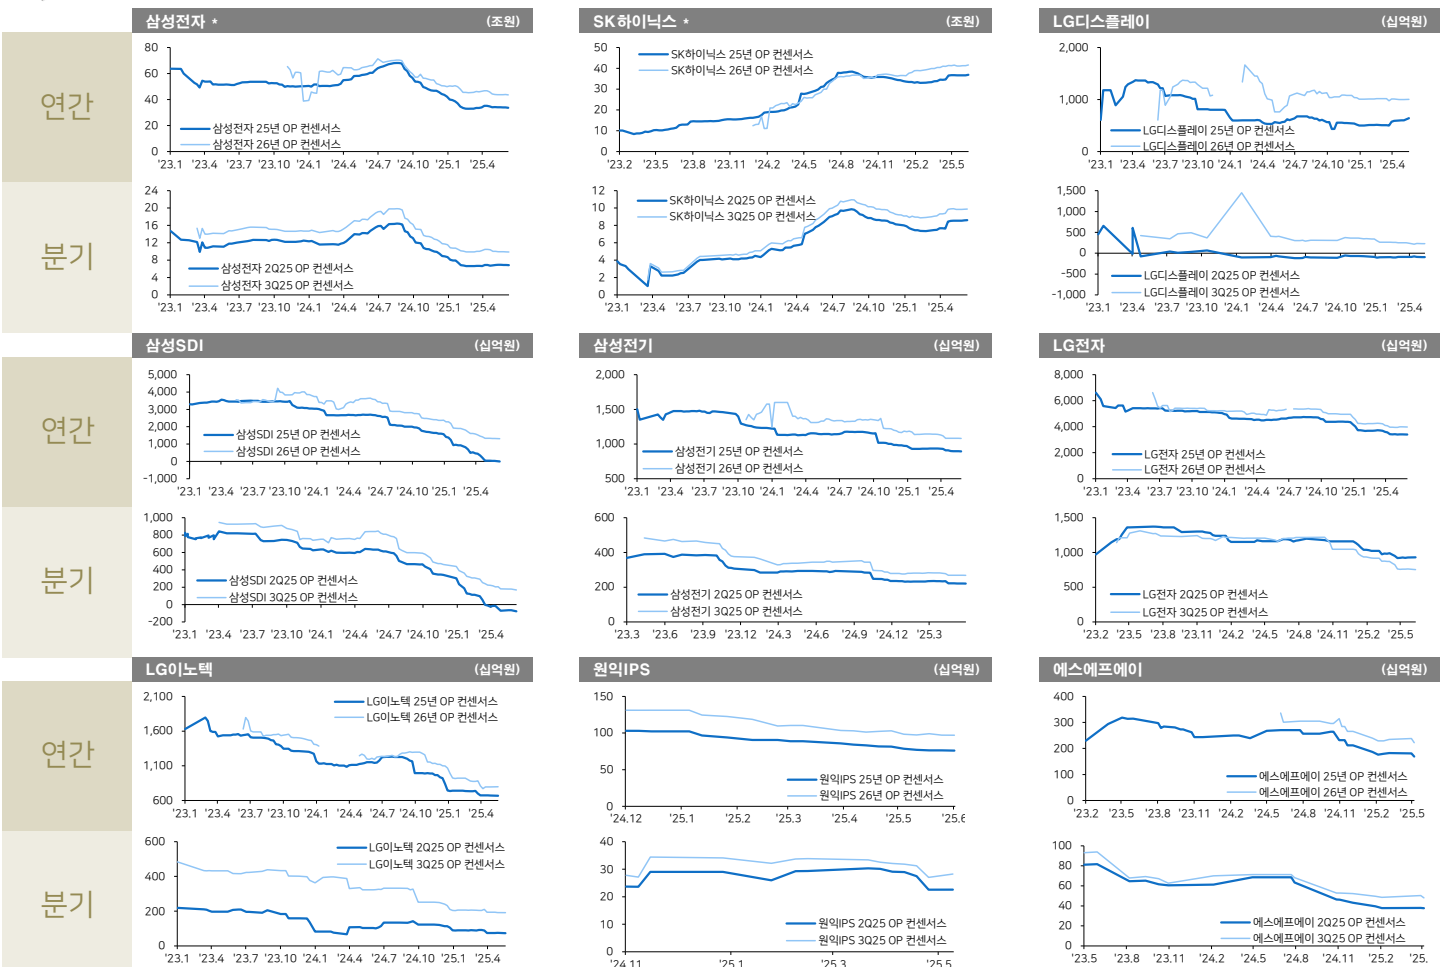 삼성전자 * (조원)
SK하이닉스 * (조원)
LG디스플레이 (십억원)
연간
80
60
40
20
0
삼성전자 25년 OP 컨센서스
삼성전자 26년 OP 컨센서스
'23.1 '23.4 '23.7 '23.10 '24.1 '24.4 '24.7 '24.10 '25.1 '25.4
50
40
30
20
10
0
SK하이닉스 25년 OP 컨센서스
SK하이닉스 26년 OP 컨센서스
'23.2 '23.5 '23.8 '23.11 '24.2 '24.5 '24.8 '24.11 '25.2 '25.5
2,000
1,000
0
LG디스플레이 25년 OP 컨센서스
LG디스플레이 26년 OP 컨센서스
'23.1 '23.4 '23.7 '23.10 '24.1 '24.4 '24.7 '24.10 '25.1 '25.4
분기
24
20
16
12
8
4
0
삼성전자 2Q25 OP 컨센서스
삼성전자 3Q25 OP 컨센서스
'23.1 '23.4 '23.7 '23.10 '24.1 '24.4 '24.7 '24.10 '25.1 '25.4
12
10
8
6
4
2
0
SK하이닉스 2Q25 OP 컨센서스
SK하이닉스 3Q25 OP 컨센서스
'23.1 '23.4 '23.7 '23.10 '24.1 '24.4 '24.7 '24.10 '25.1 '25.4
1,500
1,000
500
0
-500
-1,000
LG디스플레이 2Q25 OP 컨센서스
LG디스플레이 3Q25 OP 컨센서스
'23.1 '23.4 '23.7 '23.10 '24.1 '24.4 '24.7 '24.10 '25.1 '25.4
삼성SDI (십억원)
삼성전기 (십억원)
LG전자 (십억원)
연간
5,000
4,000
3,000
2,000
1,000
0
-1,000
삼성SDI 25년 OP 컨센서스
삼성SDI 26년 OP 컨센서스
'23.1 '23.4 '23.7 '23.10 '24.1 '24.4 '24.7 '24.10 '25.1 '25.4
2,000
1,500
1,000
500
삼성전기 25년 OP 컨센서스
삼성전기 26년 OP 컨센서스
'23.1 '23.4 '23.7 '23.10 '24.1 '24.4 '24.7 '24.10 '25.1 '25.4
8,000
6,000
4,000
2,000
0
LG전자 25년 OP 컨센서스
LG전자 26년 OP 컨센서스
'23.1 '23.4 '23.7 '23.10 '24.1 '24.4 '24.7 '24.10 '25.1 '25.4
분기
1,000
800
600
400
200
0
-200
삼성SDI 2Q25 OP 컨센서스
삼성SDI 3Q25 OP 컨센서스
'23.1 '23.4 '23.7 '23.10 '24.1 '24.4 '24.7 '24.10 '25.1 '25.4
600
400
200
0
삼성전기 2Q25 OP 컨센서스
삼성전기 3Q25 OP 컨센서스
'23.3 '23.6 '23.9 '23.12 '24.3 '24.6 '24.9 '24.12 '25.3
1,500
1,000
500
0
LG전자 2Q25 OP 컨센서스
LG전자 3Q25 OP 컨센서스
'23.2 '23.5 '23.8 '23.11 '24.2 '24.5 '24.8 '24.11 '25.2 '25.5
LG이노텍 (십억원)
원익IPS (십억원)
에스에프에이 (십억원)
연간
2,100
1,600
1,100
600
LG이노텍 25년 OP 컨센서스
LG이노텍 26년 OP 컨센서스
'23.1 '23.4 '23.7 '23.10 '24.1 '24.4 '24.7 '24.10 '25.1 '25.4
150
100
50
0
원익IPS 25년 OP 컨센서스
원익IPS 26년 OP 컨센서스
'24.12 '25.1 '25.2 '25.3 '25.4 '25.5 '25.6
400
300
200
100
0
에스에프에이 25년 OP 컨센서스
에스에프에이 26년 OP 컨센서스
'23.2 '23.5 '23.8 '23.11 '24.2 '24.5 '24.8 '24.11 '25.2 '25.5
분기
600
400
200
0
LG이노텍 2Q25 OP 컨센서스
LG이노텍 3Q25 OP 컨센서스
'23.1 '23.4 '23.7 '23.10 '24.1 '24.4 '24.7 '24.10 '25.1 '25.4
40
30
20
10
0
원익IPS 2Q25 OP 컨센서스
원익IPS 3Q25 OP 컨센서스
'24.11 '25.1 '25.3 '25.5
100
80
60
40
20
0
에스에프에이 2Q25 OP 컨센서스
에스에프에이 3Q25 OP 컨센서스
'23.5 '23.8 '23.11 '24.2 '24.5 '24.8 '24.11 '25.2 '25.